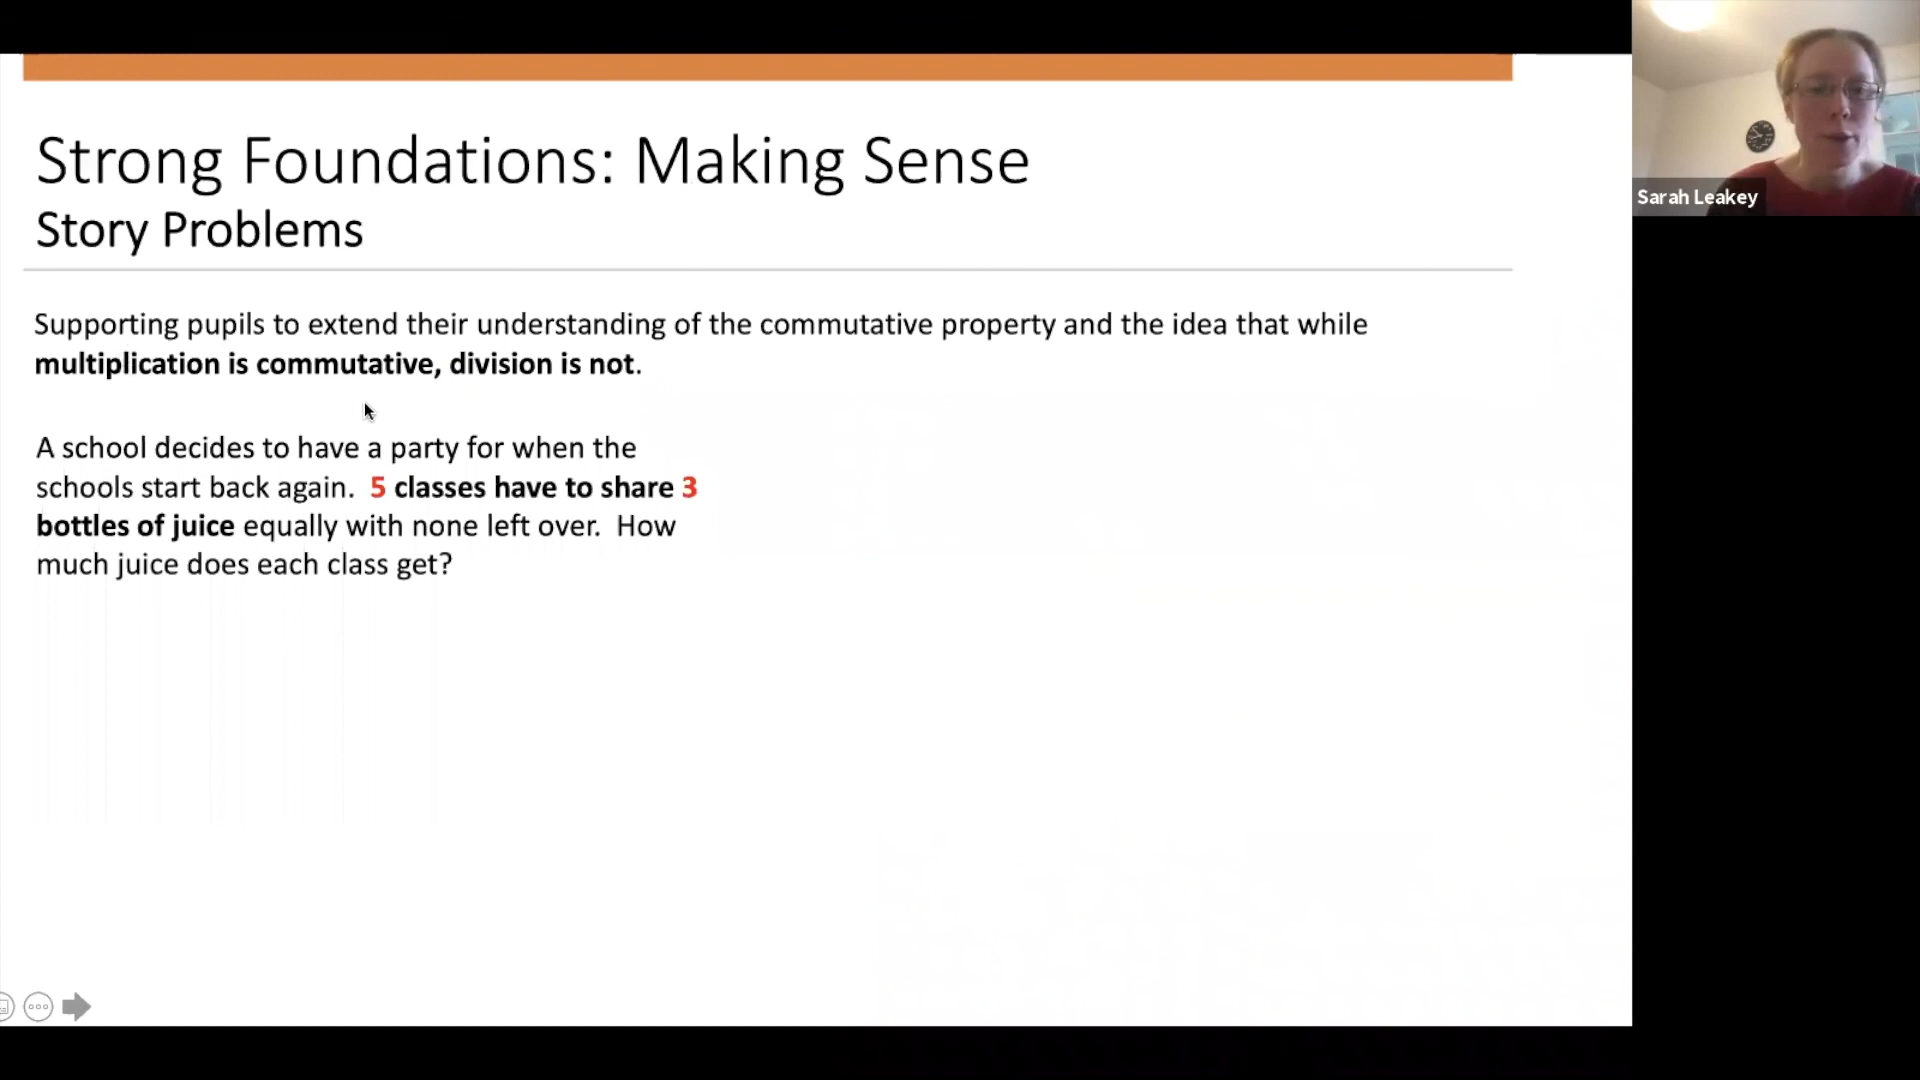 Strong Foundations: Making Sense
Story Problems
Supporting pupils to extend their understanding of the commutative property and the idea that while
multiplication is commutative, division is not.
A school decides to have a party for when the
schools start back again.  5 classes have to share 3
bottles of juice equally with none left over.  How
much juice does each class get?
Sarah Leakey